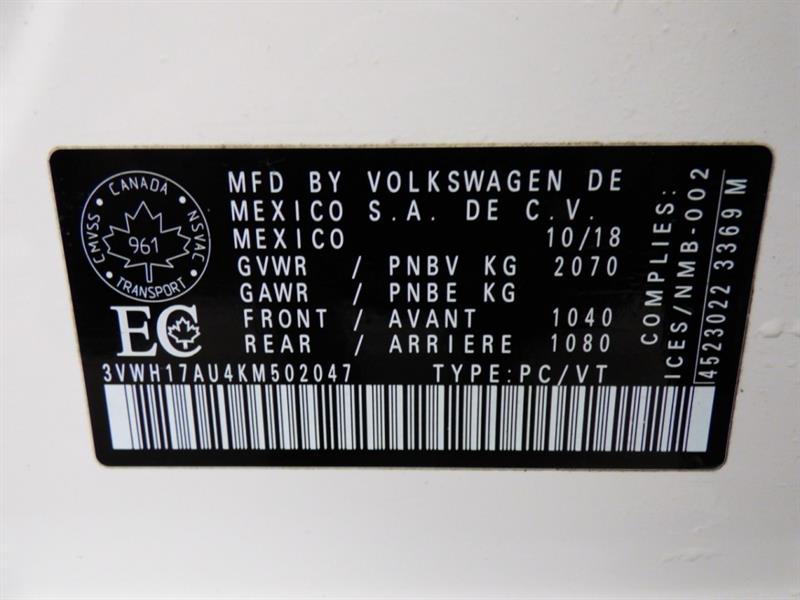 CANADA
CMVSS
NSVAC
961
TRANSPORT
EC
MFD BY VOLKSWAGEN DE
MEXICO S.A. DE C.V.
MEXICO 10/18
GVWR / PNBV KG 2070
GAWR / PNBE KG
FRONT / AVANT 1040
REAR / ARRIERE 1080
3VWH17AU4KM502047 TYPE:PC/VT
COMPLIES:
ICES/NMB-002
4523022 3369 M